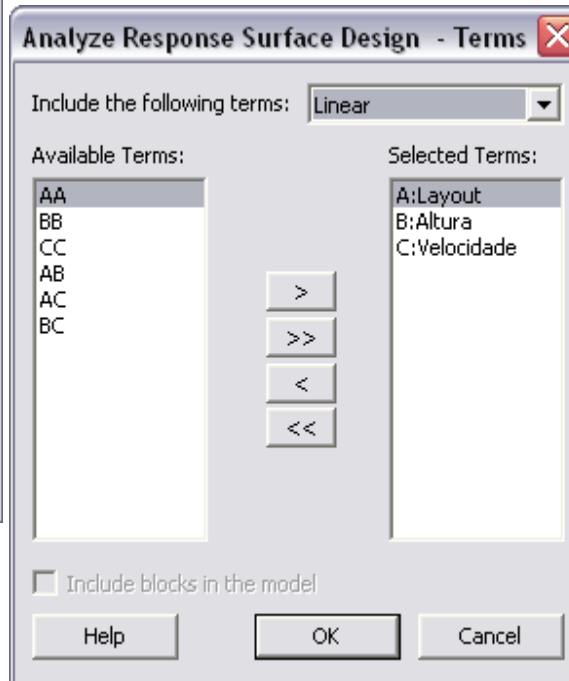 Analyze Response Surface Design - Terms
Include the following terms: Linear
Available Terms:
AA
BB
CC
AB
AC
BC
>
>>
<
<<
Selected Terms:
A:Layout
B:Altura
C:Velocidade
Include blocks in the model
Help
OK
Cancel